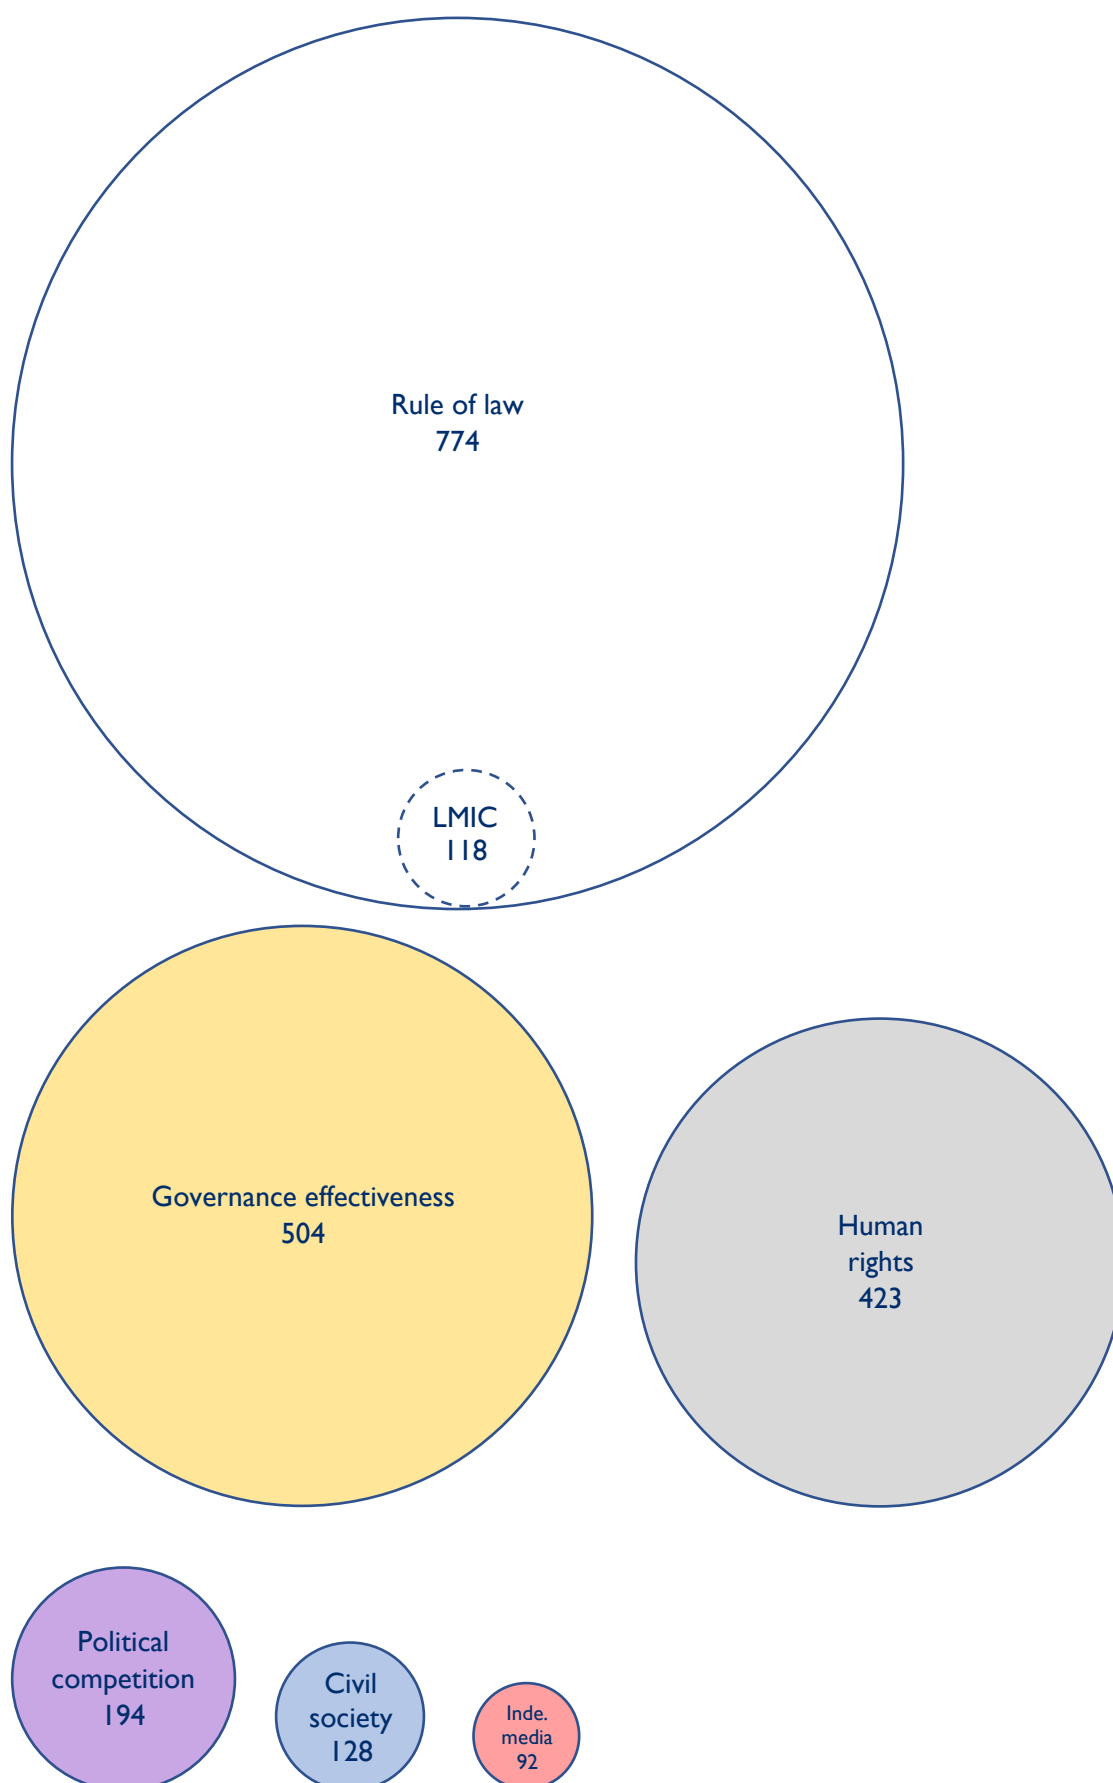 Rule of law
774
LMIC
118
Governance effectiveness
504
Human
rights
423
Political
competition
194
Civil
society
128
Inde.
media
92